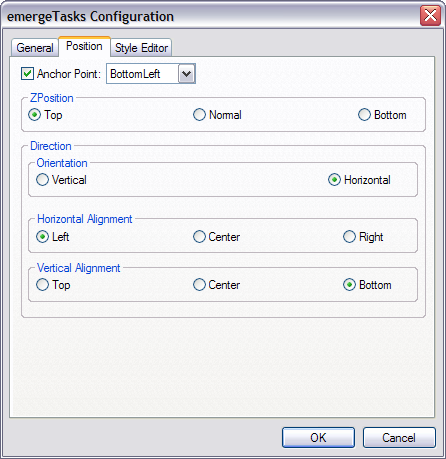 emergeTasks Configuration
General Position Style Editor
Anchor Point: BottomLeft
ZPosition
Top Normal Bottom
Direction
Orientation
Vertical Horizontal
Horizontal Alignment
Left Center Right
Vertical Alignment
Top Center Bottom
OK Cancel